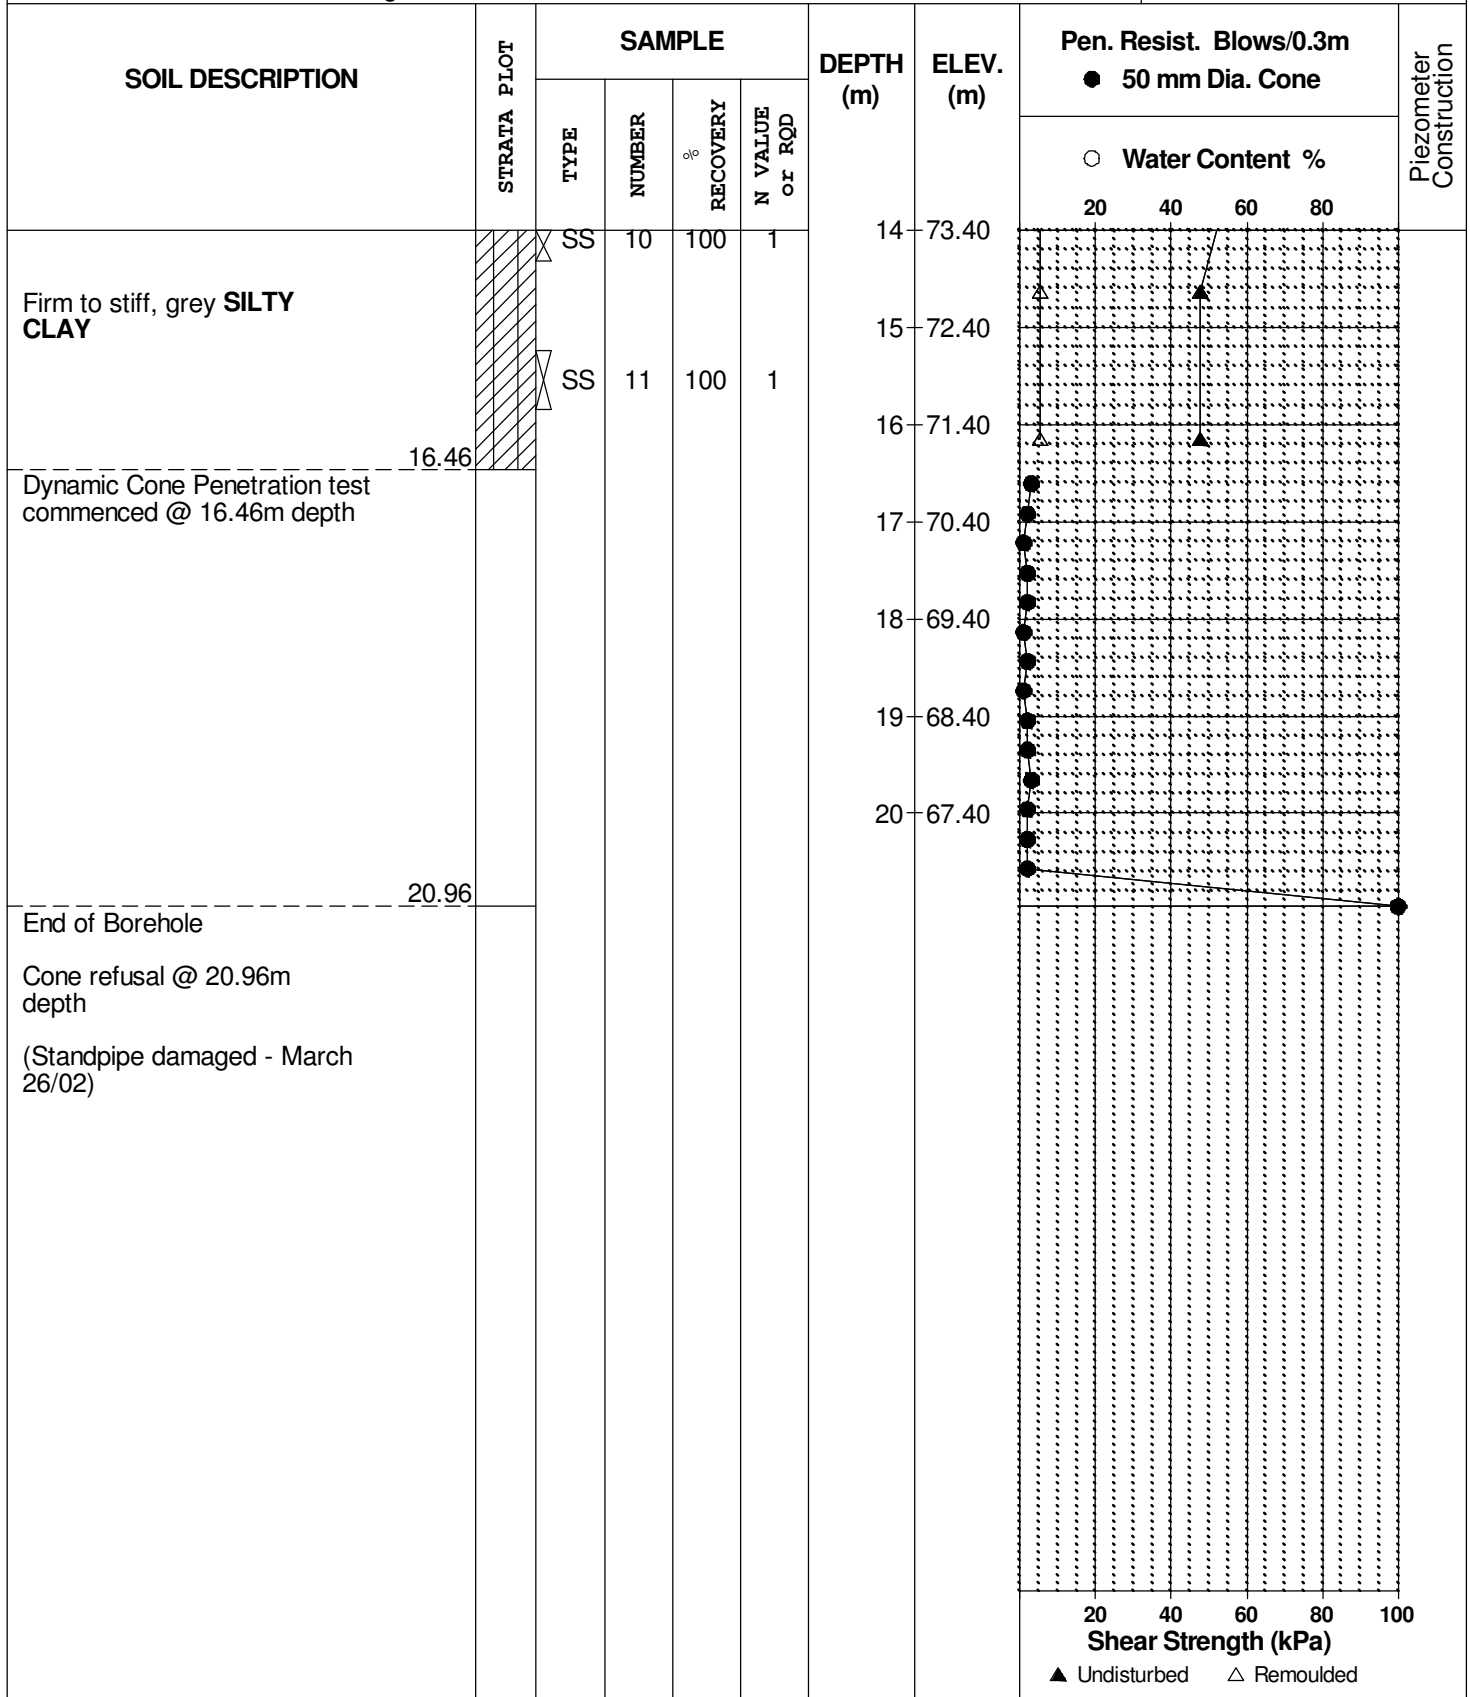 SOIL DESCRIPTION
STRATA PLOT
SAMPLE
TYPE
NUMBER
%
RECOVERY
N VALUE
or RQD
DEPTH
(m)
ELEV.
(m)
Pen. Resist. Blows/0.3m
● 50 mm Dia. Cone
○ Water Content %
Piezometer
Construction
20 40 60 80
SS 10 100 1
14 73.40
Firm to stiff, grey SILTY
CLAY
15 72.40
SS 11 100 1
16 71.40
16.46
Dynamic Cone Penetration test
commenced @ 16.46m depth
17 70.40
18 69.40
19 68.40
20 67.40
20.96
End of Borehole
Cone refusal @ 20.96m
depth
(Standpipe damaged - March
26/02)
20 40 60 80 100
Shear Strength (kPa)
▲ Undisturbed △ Remoulded